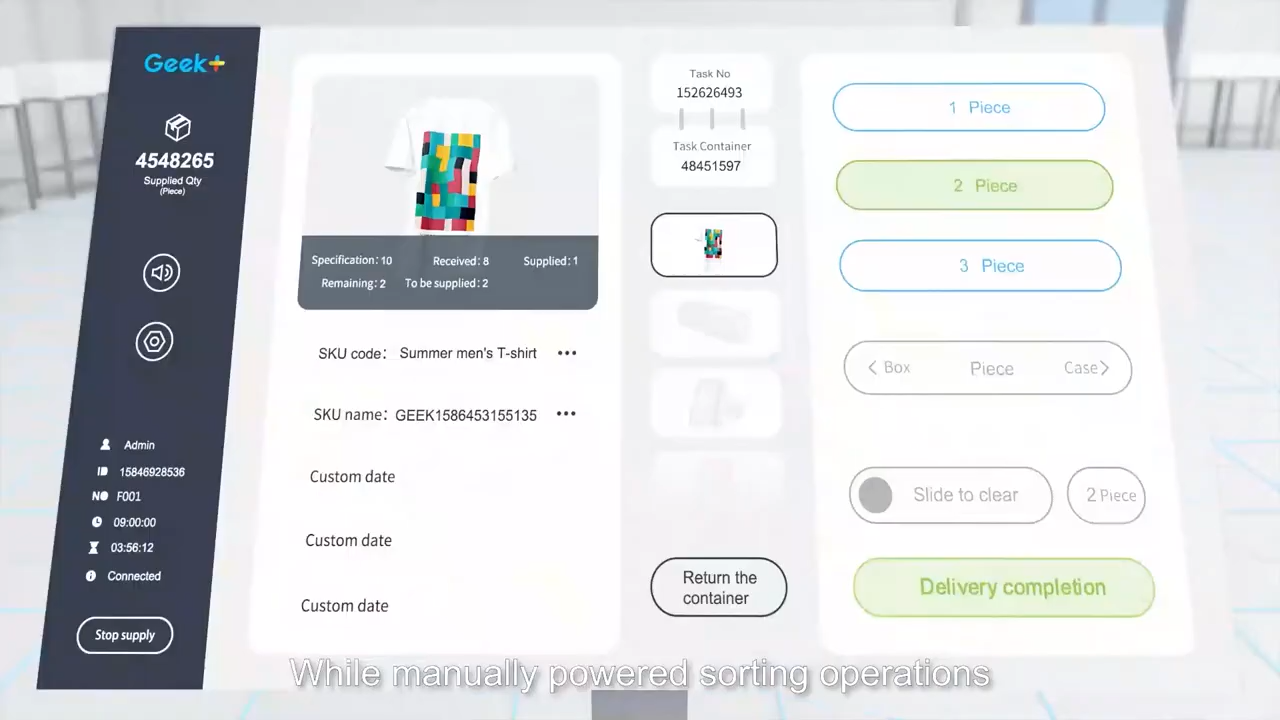 Geek+
4548265
Supplied Qty
(Piece)
Admin
ID 15846928536
NO F001
09:00:00
03:56:12
Connected
Stop supply
Specification: 10 Received: 8 Supplied: 1
Remaining: 2 To be supplied: 2
SKU code: Summer men's T-shirt •••
SKU name: GEEK1586453155135 •••
Custom date
Custom date
Custom date
Task No
152626493
Task Container
48451597
Return the
container
1 Piece
2 Piece
3 Piece
< Box Piece Case >
Slide to clear 2 Piece
Delivery completion
While manually powered sorting operations